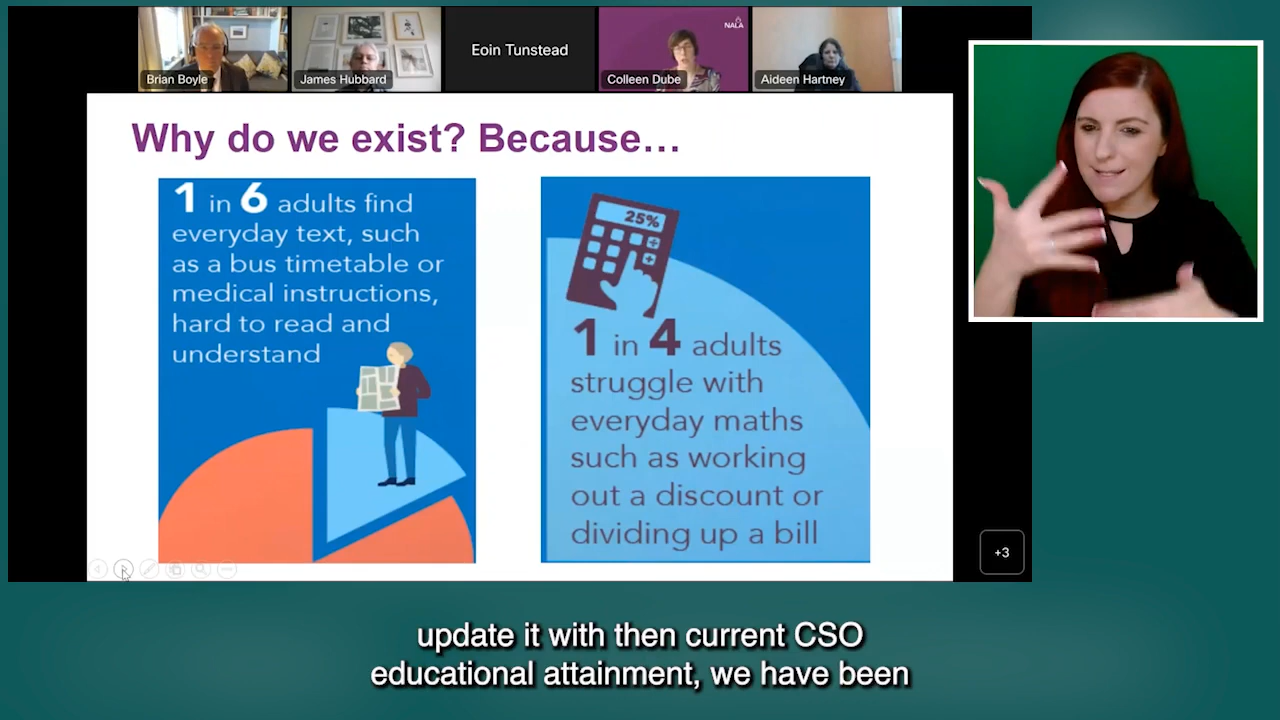 NALA
Brian Boyle
James Hubbard
Eoin Tunstead
Colleen Dube
Aideen Hartney
Why do we exist? Because…
1 in 6 adults find
everyday text, such
as a bus timetable or
medical instructions,
hard to read and
understand
25%
1 in 4 adults
struggle with
everyday maths
such as working
out a discount or
dividing up a bill
+3
update it with then current CSO
educational attainment, we have been